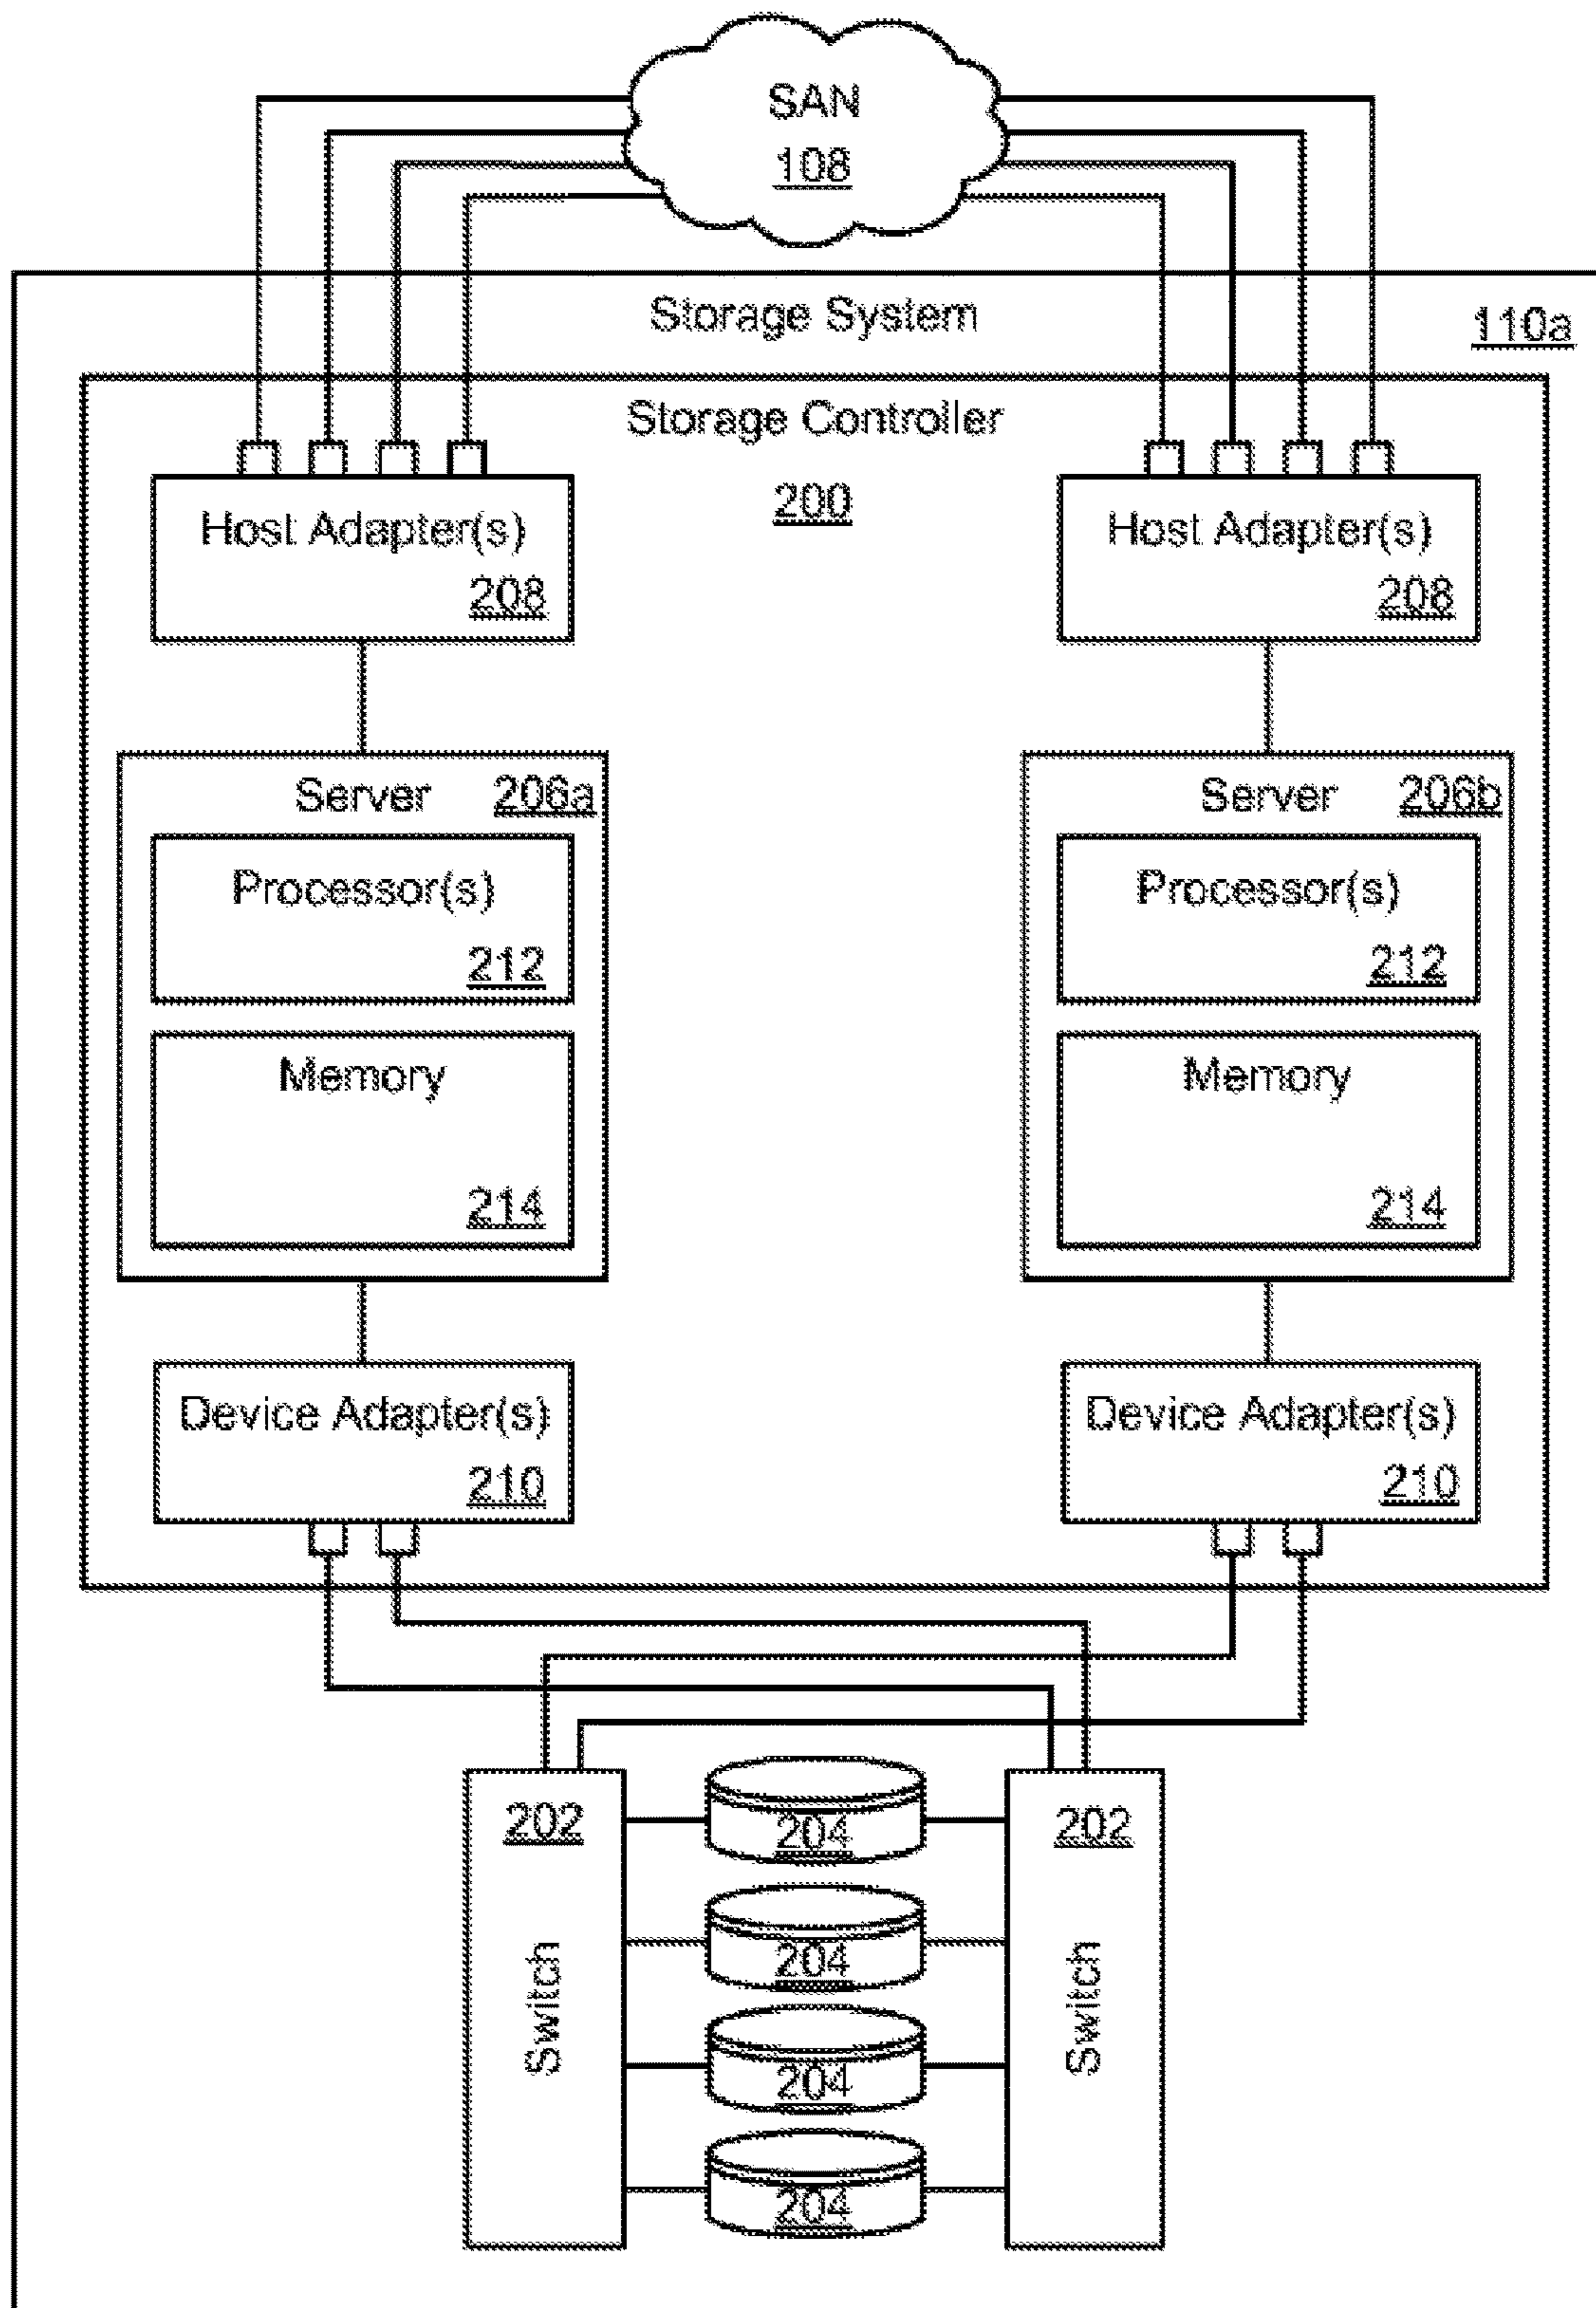 SAN
108
Storage System
110a
Storage Controller
200
Host Adapter(s)
208
Host Adapter(s)
208
Server 206a
Processor(s)
212
Memory
214
Server 206b
Processor(s)
212
Memory
214
Device Adapter(s)
210
Device Adapter(s)
210
202
Switch
204
204
204
204
202
Switch